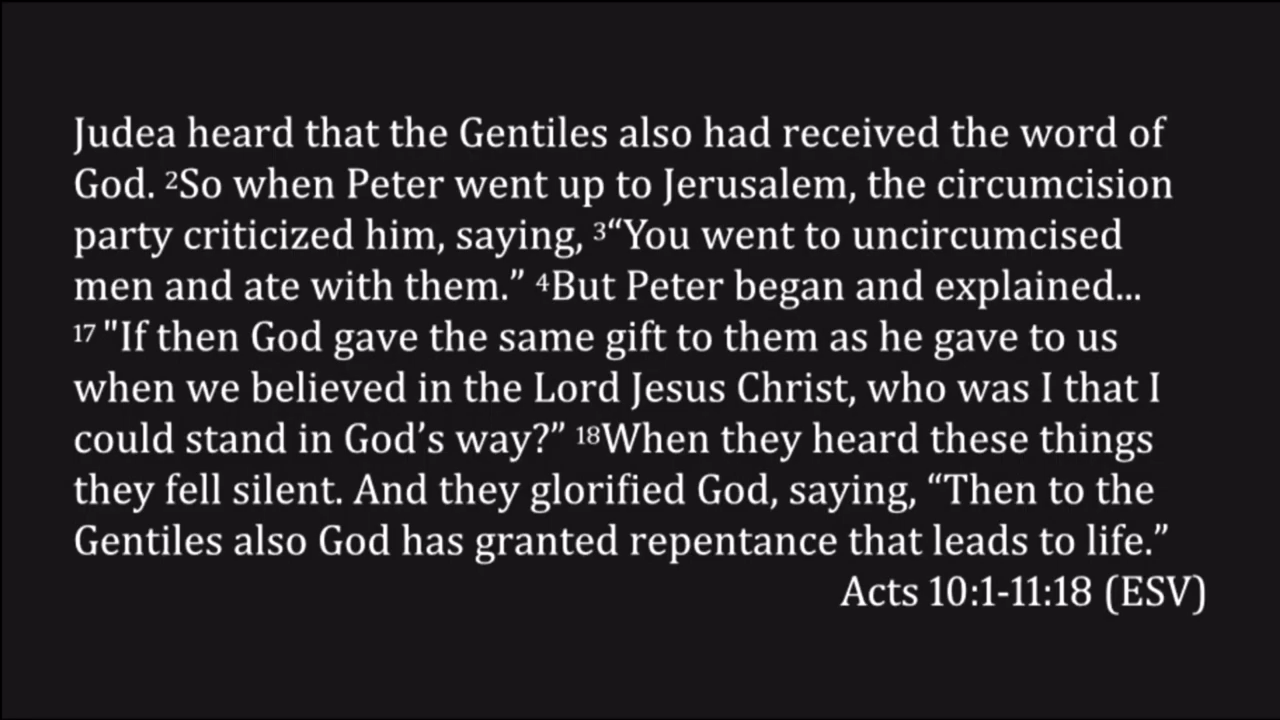 Judea heard that the Gentiles also had received the word of
God. ²So when Peter went up to Jerusalem, the circumcision
party criticized him, saying, ³“You went to uncircumcised
men and ate with them.” ⁴But Peter began and explained...
¹⁷ "If then God gave the same gift to them as he gave to us
when we believed in the Lord Jesus Christ, who was I that I
could stand in God’s way?” ¹⁸When they heard these things
they fell silent. And they glorified God, saying, “Then to the
Gentiles also God has granted repentance that leads to life.”
Acts 10:1-11:18 (ESV)